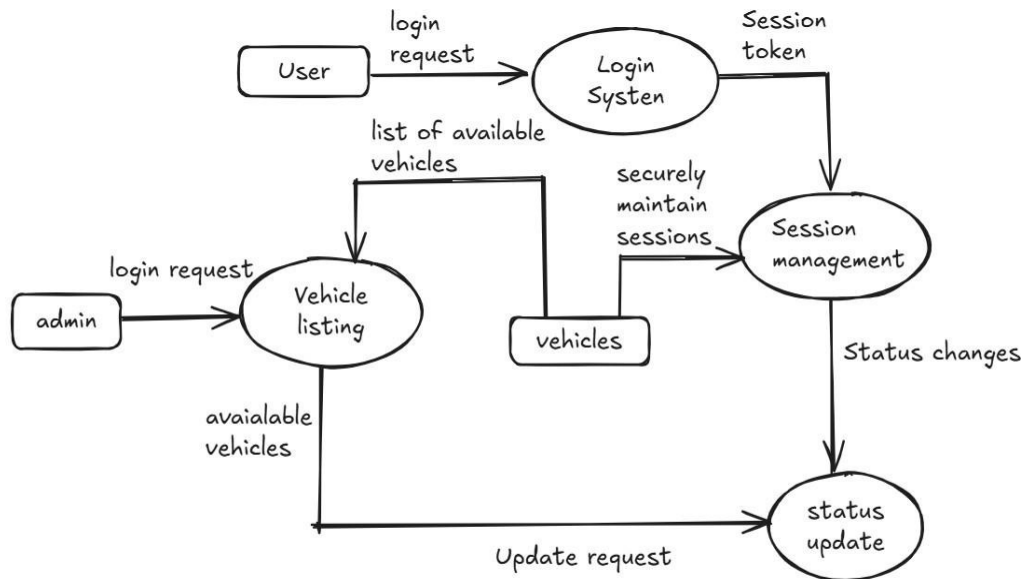 login
request
User
Login
Systen
Session
token
list of available
vehicles
securely
maintain
sessions
Session
management
login request
admin
Vehicle
listing
vehicles
Status changes
avaialable
vehicles
Update request
status
update